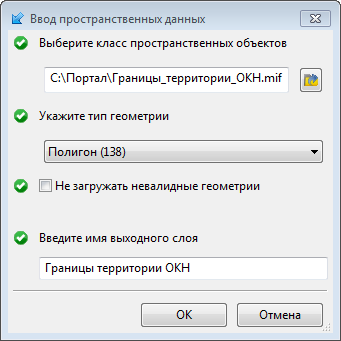 Ввод пространственных данных
Выберите класс пространственных объектов
C:\Портал\Границы_территории_ОКН.mif
Укажите тип геометрии
Полигон (138)
Не загружать невалидные геометрии
Введите имя выходного слоя
Границы территории ОКН
OK
Отмена